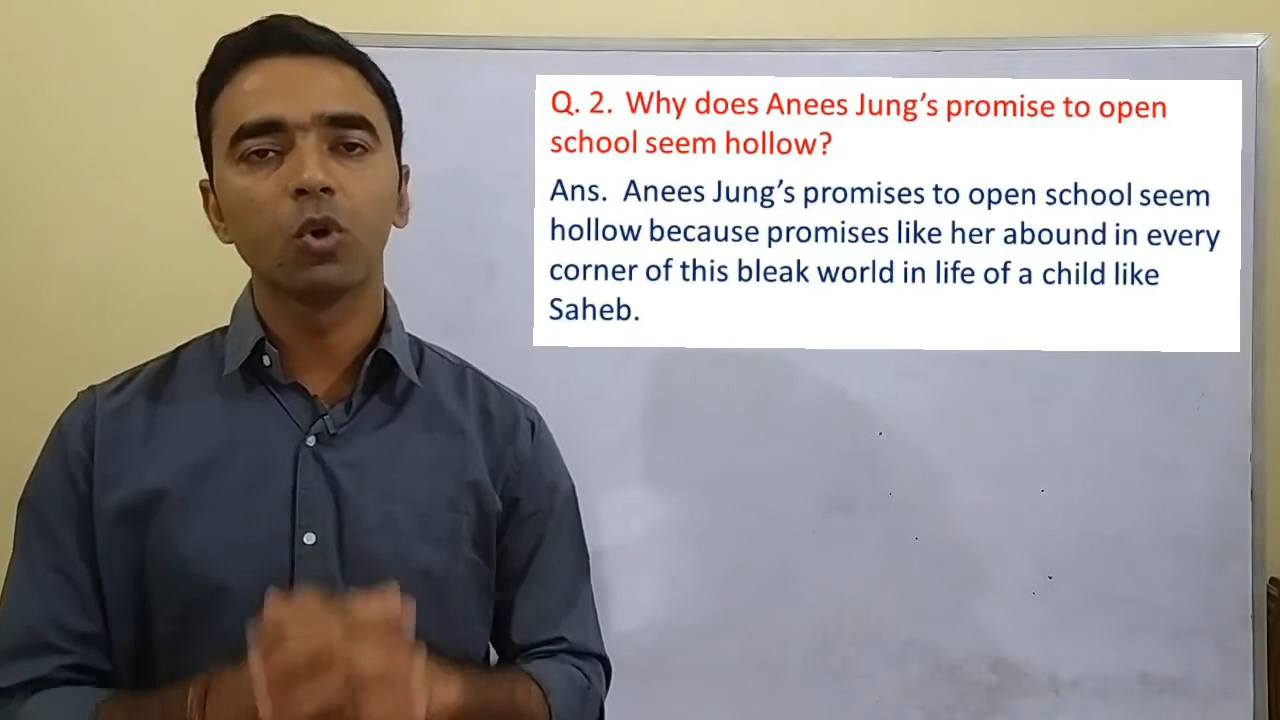 Q. 2. Why does Anees Jung’s promise to open
school seem hollow?
Ans. Anees Jung’s promises to open school seem
hollow because promises like her abound in every
corner of this bleak world in life of a child like
Saheb.